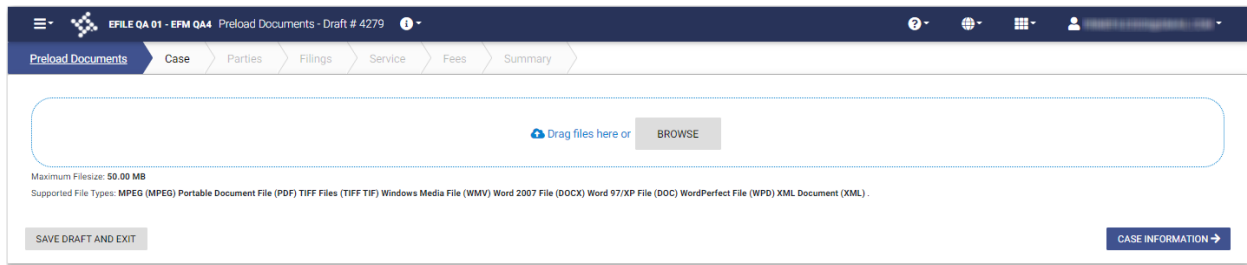 EFILE QA 01 - EFM QA4 Preload Documents - Draft # 4279
Preload Documents Case Parties Filings Service Fees Summary
Drag files here or BROWSE
Maximum Filesize: 50.00 MB
Supported File Types: MPEG (MPEG) Portable Document File (PDF) TIFF Files (TIFF TIF) Windows Media File (WMV) Word 2007 File (DOCX) Word 97/XP File (DOC) WordPerfect File (WPD) XML Document (XML) .
SAVE DRAFT AND EXIT CASE INFORMATION